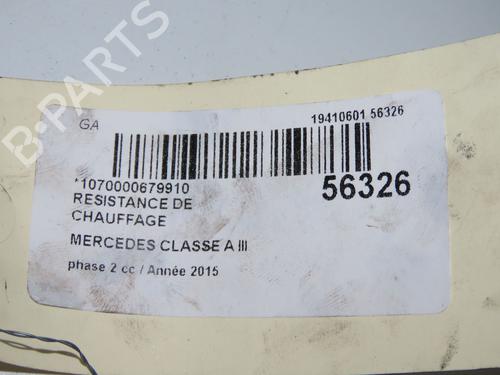 GA
19410601 56326
*1070000679910
56326
RESISTANCE DE
CHAUFFAGE
MERCEDES CLASSE A III
phase 2 cc / Année 2015
B-PARTS